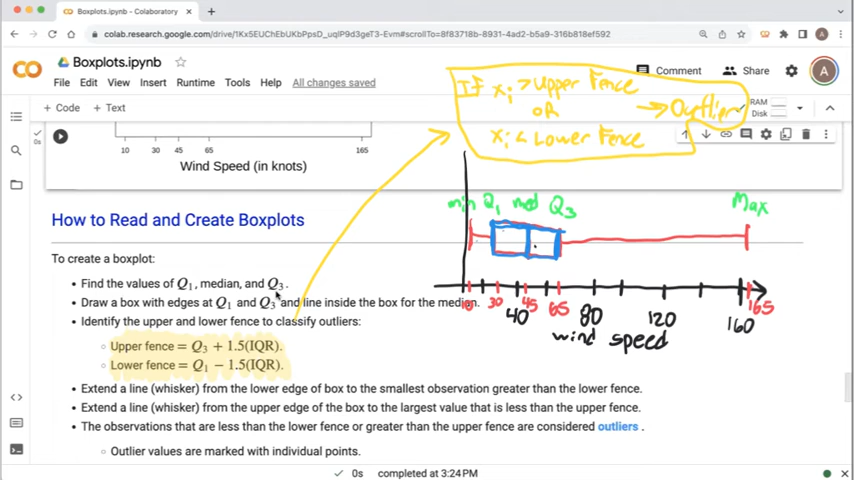 Boxplots.ipynb - Colaboratory
colab.research.google.com/drive/1Kx5EUChEbUKbPpsD_uqlP9d3geT3-Evm#scrollTo=8f83718b-8931-4ad2-b5a9-316b818ef592
Boxplots.ipynb
File Edit View Insert Runtime Tools Help All changes saved
Comment Share A
+ Code + Text
RAM
Disk
If xᵢ > Upper Fence
OR → Outlier
xᵢ < Lower Fence
0s
10 30 45 65 165
Wind Speed (in knots)
How to Read and Create Boxplots
min Q₁ med Q₃ Max
To create a boxplot:
• Find the values of Q₁, median, and Q₃.
• Draw a box with edges at Q₁ and Q₃ and line inside the box for the median.
• Identify the upper and lower fence to classify outliers:
10 30 45 65 165
40 80 120 160
wind speed
○ Upper fence = Q₃ + 1.5(IQR).
○ Lower fence = Q₁ − 1.5(IQR).
• Extend a line (whisker) from the lower edge of box to the smallest observation greater than the lower fence.
• Extend a line (whisker) from the upper edge of the box to the largest value that is less than the upper fence.
• The observations that are less than the lower fence or greater than the upper fence are considered outliers .
○ Outlier values are marked with individual points.
0s completed at 3:24PM